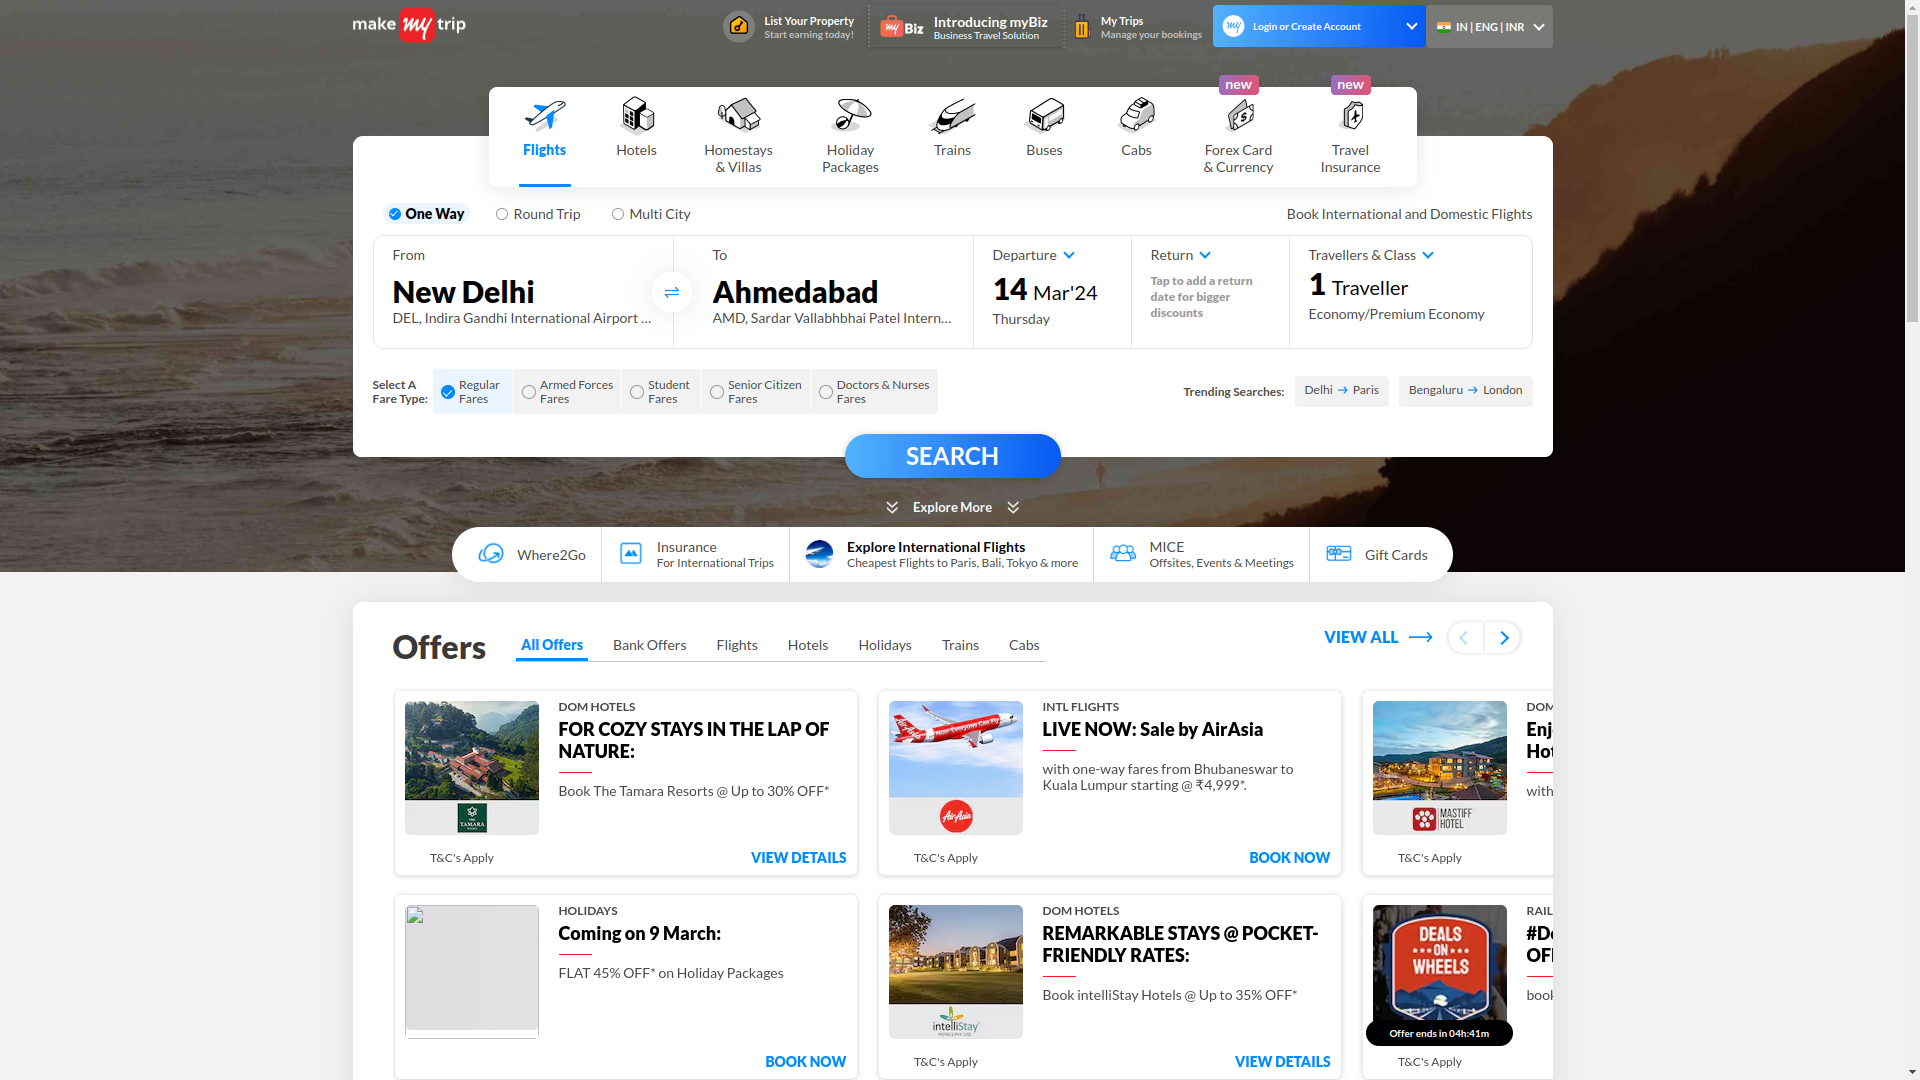 make my trip
List Your Property
Start earning today!
my Biz
Introducing myBiz
Business Travel Solution
My Trips
Manage your bookings
my
Login or Create Account
IN | ENG | INR
new
new
Flights
Hotels
Homestays
& Villas
Holiday
Packages
Trains
Buses
Cabs
Forex Card
& Currency
Travel
Insurance
One Way
Round Trip
Multi City
Book International and Domestic Flights
From
New Delhi
DEL, Indira Gandhi International Airport ...
To
Ahmedabad
AMD, Sardar Vallabhbhai Patel Intern...
Departure
14 Mar'24
Thursday
Return
Tap to add a return
date for bigger
discounts
Travellers & Class
1 Traveller
Economy/Premium Economy
Select A
Fare Type:
Regular
Fares
Armed Forces
Fares
Student
Fares
Senior Citizen
Fares
Doctors & Nurses
Fares
Trending Searches:
Delhi → Paris
Bengaluru → London
SEARCH
Explore More
Where2Go
Insurance
For International Trips
Explore International Flights
Cheapest Flights to Paris, Bali, Tokyo & more
MICE
Offsites, Events & Meetings
Gift Cards
Offers
All Offers
Bank Offers
Flights
Hotels
Holidays
Trains
Cabs
VIEW ALL
DOM HOTELS
FOR COZY STAYS IN THE LAP OF
NATURE:
Book The Tamara Resorts @ Up to 30% OFF*
TAMARA
T&C's Apply
VIEW DETAILS
INTL FLIGHTS
LIVE NOW: Sale by AirAsia
with one-way fares from Bhubaneswar to
Kuala Lumpur starting @ ₹4,999*.
Now Everyone Can Fly
AirAsia
T&C's Apply
BOOK NOW
DOM
Enj
Hot
with
MASTIFF
HOTEL
T&C's Apply
HOLIDAYS
Coming on 9 March:
FLAT 45% OFF* on Holiday Packages
BOOK NOW
DOM HOTELS
REMARKABLE STAYS @ POCKET-
FRIENDLY RATES:
Book intelliStay Hotels @ Up to 35% OFF*
intelliStay
T&C's Apply
VIEW DETAILS
RAIL
#De
OFF
book
DEALS
ON
WHEELS
Offer ends in 04h:41m
T&C's Apply